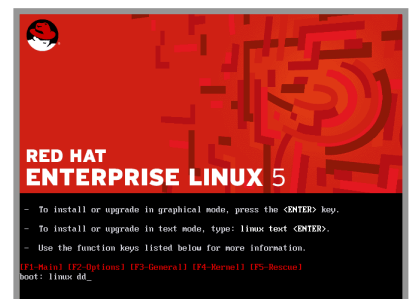 RED HAT
ENTERPRISE LINUX 5
- To install or upgrade in graphical mode, press the <ENTER> key.
- To install or upgrade in text mode, type: linux text <ENTER>.
- Use the function keys listed below for more information.
[F1-Main] [F2-Options] [F3-General] [F4-Kernel] [F5-Rescue]
boot: linux dd_